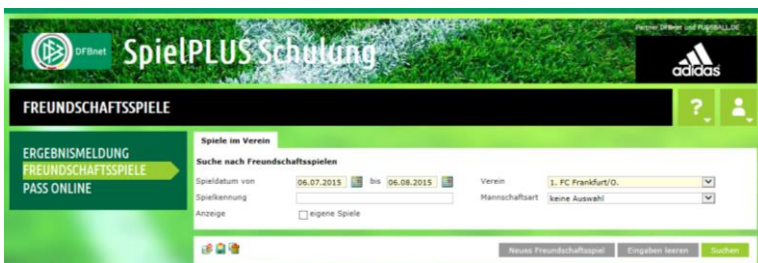 Partner DFBnet und FUSSBALL.DE
DFBnet
SpielPLUS Schulung
adidas
FREUNDSCHAFTSSPIELE
?
ERGEBNISMELDUNG
FREUNDSCHAFTSSPIELE
PASS ONLINE
Spiele im Verein
Suche nach Freundschaftsspielen
Spieldatum von 06.07.2015 bis 06.08.2015 Verein 1. FC Frankfurt/O.
Spielkennung Mannschaftsart keine Auswahl
Anzeige eigene Spiele
Neues Freundschaftsspiel Eingaben leeren Suchen